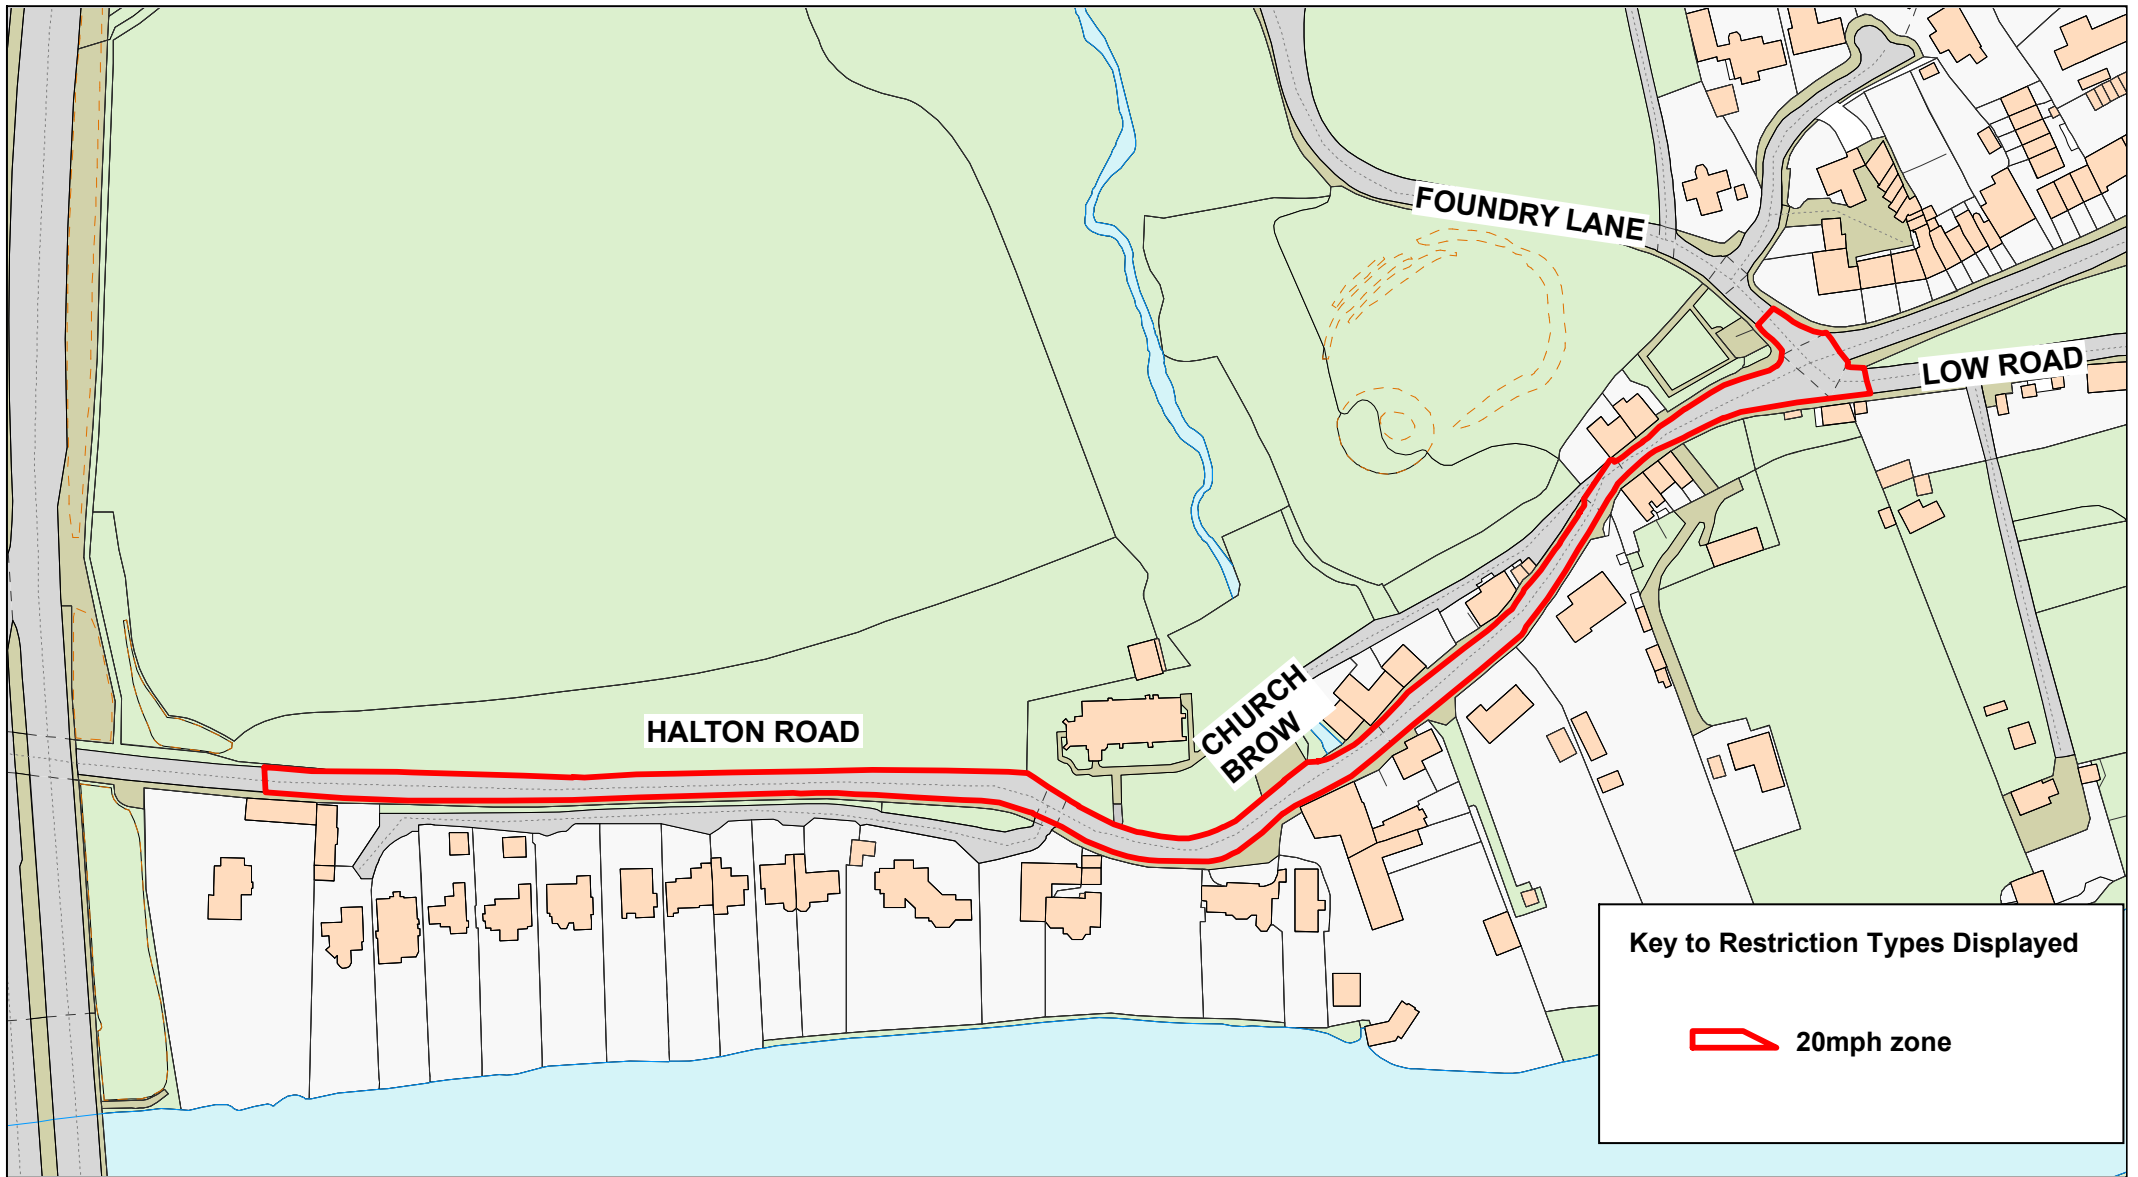 FOUNDRY LANE
LOW ROAD
HALTON ROAD
CHURCH
BROW
Key to Restriction Types Displayed
20mph zone